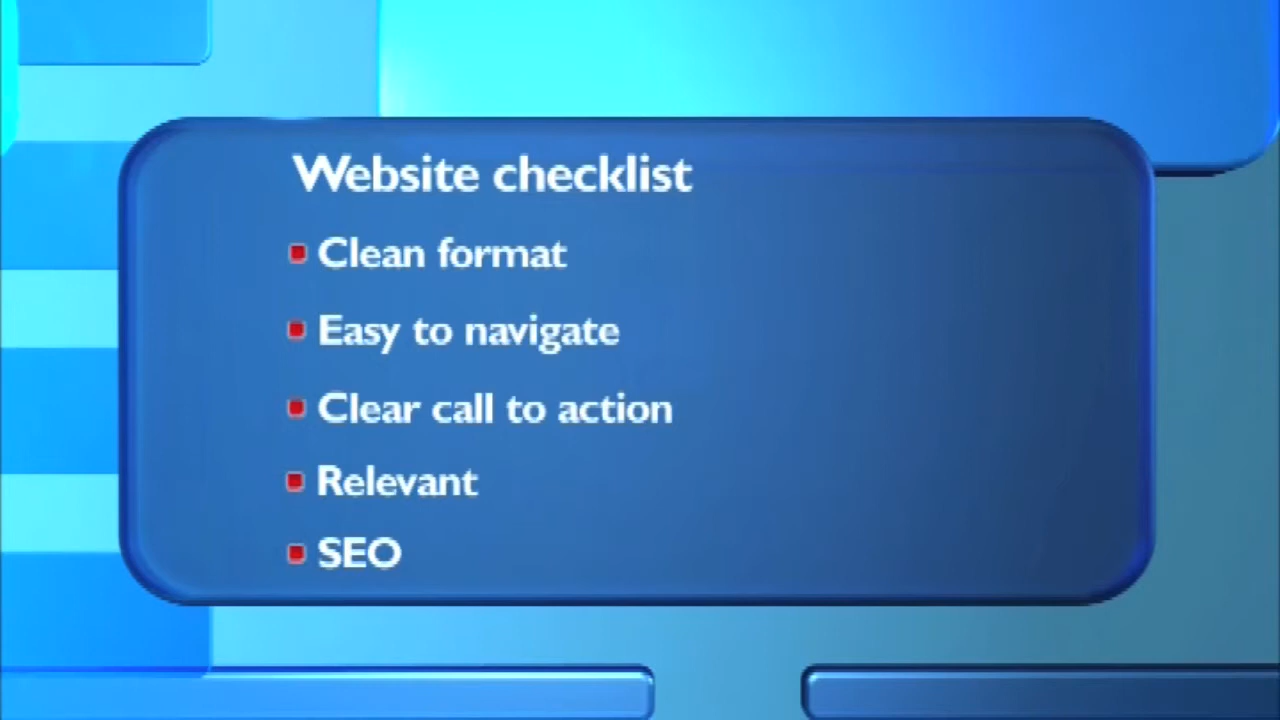 Website checklist
Clean format
Easy to navigate
Clear call to action
Relevant
SEO